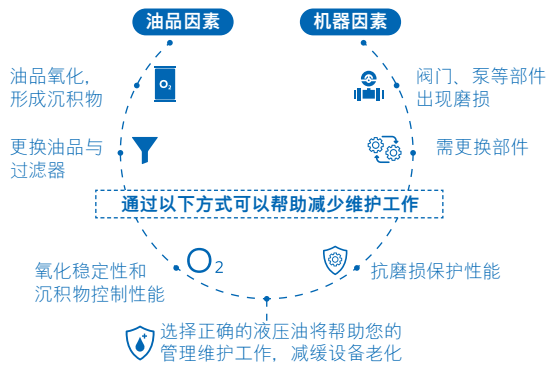 油品因素
机器因素
油品氧化,
形成沉积物
O₂
阀门、泵等部件
出现磨损
更换油品与
过滤器
需更换部件
通过以下方式可以帮助减少维护工作
氧化稳定性和
沉积物控制性能
O₂
抗磨损保护性能
选择正确的液压油将帮助您的
管理维护工作, 减缓设备老化